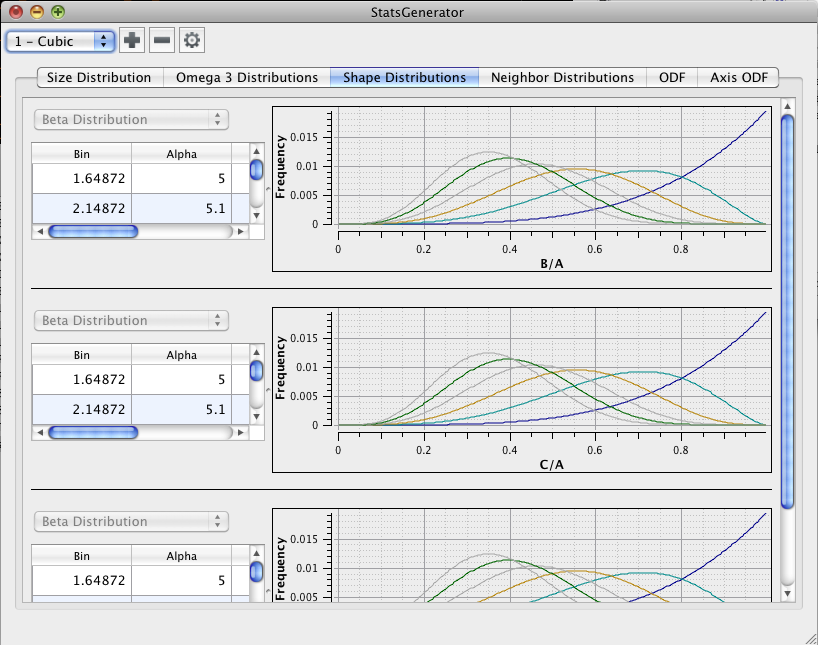 StatsGenerator
1 - Cubic
Size Distribution Omega 3 Distributions Shape Distributions Neighbor Distributions ODF Axis ODF
Beta Distribution
Bin Alpha
1.64872 5
2.14872 5.1
Frequency
0.015
0.01
0.005
0
0 0.2 0.4 0.6 0.8
B/A
Beta Distribution
Bin Alpha
1.64872 5
2.14872 5.1
Frequency
0.015
0.01
0.005
0
0 0.2 0.4 0.6 0.8
C/A
Beta Distribution
Bin Alpha
1.64872 5
Frequency
0.015
0.01
0.005